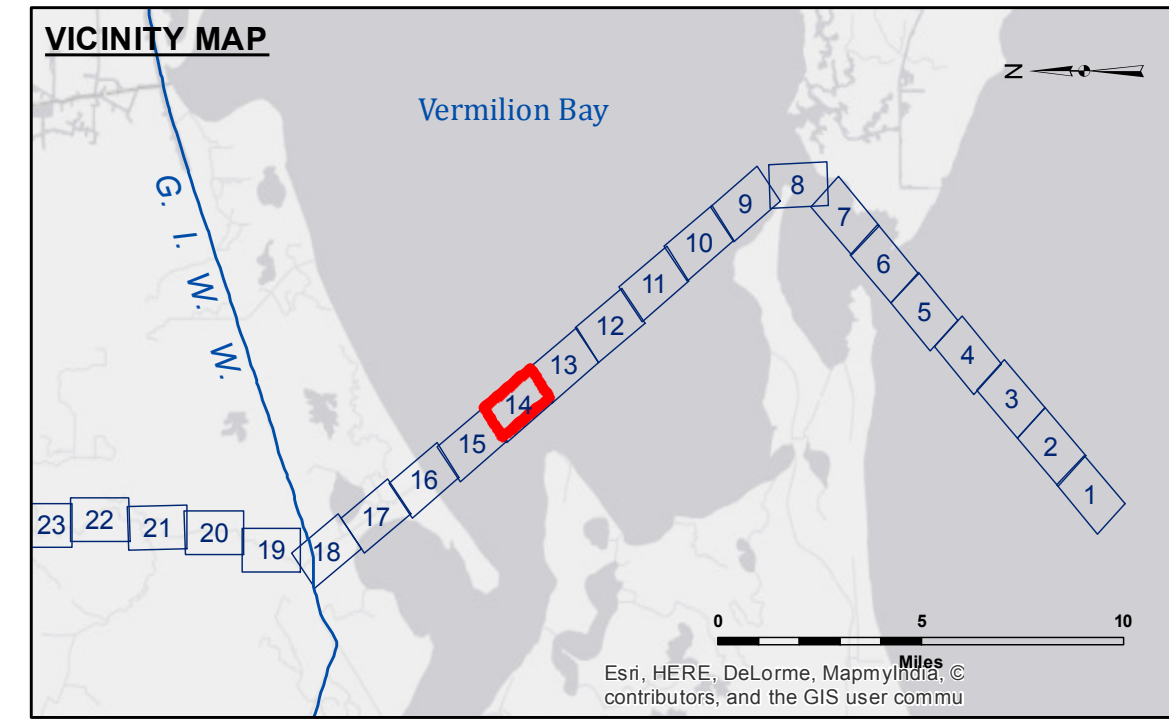 VICINITY MAP
N
Vermilion Bay
G. I. W. W.
8
9
7
10
6
11
5
12
4
13
3
14
2
15
1
16
17
18
19
20
21
22
23
0 5 10
Miles
Esri, HERE, DeLorme, MapmyIndia, ©
contributors, and the GIS user commu